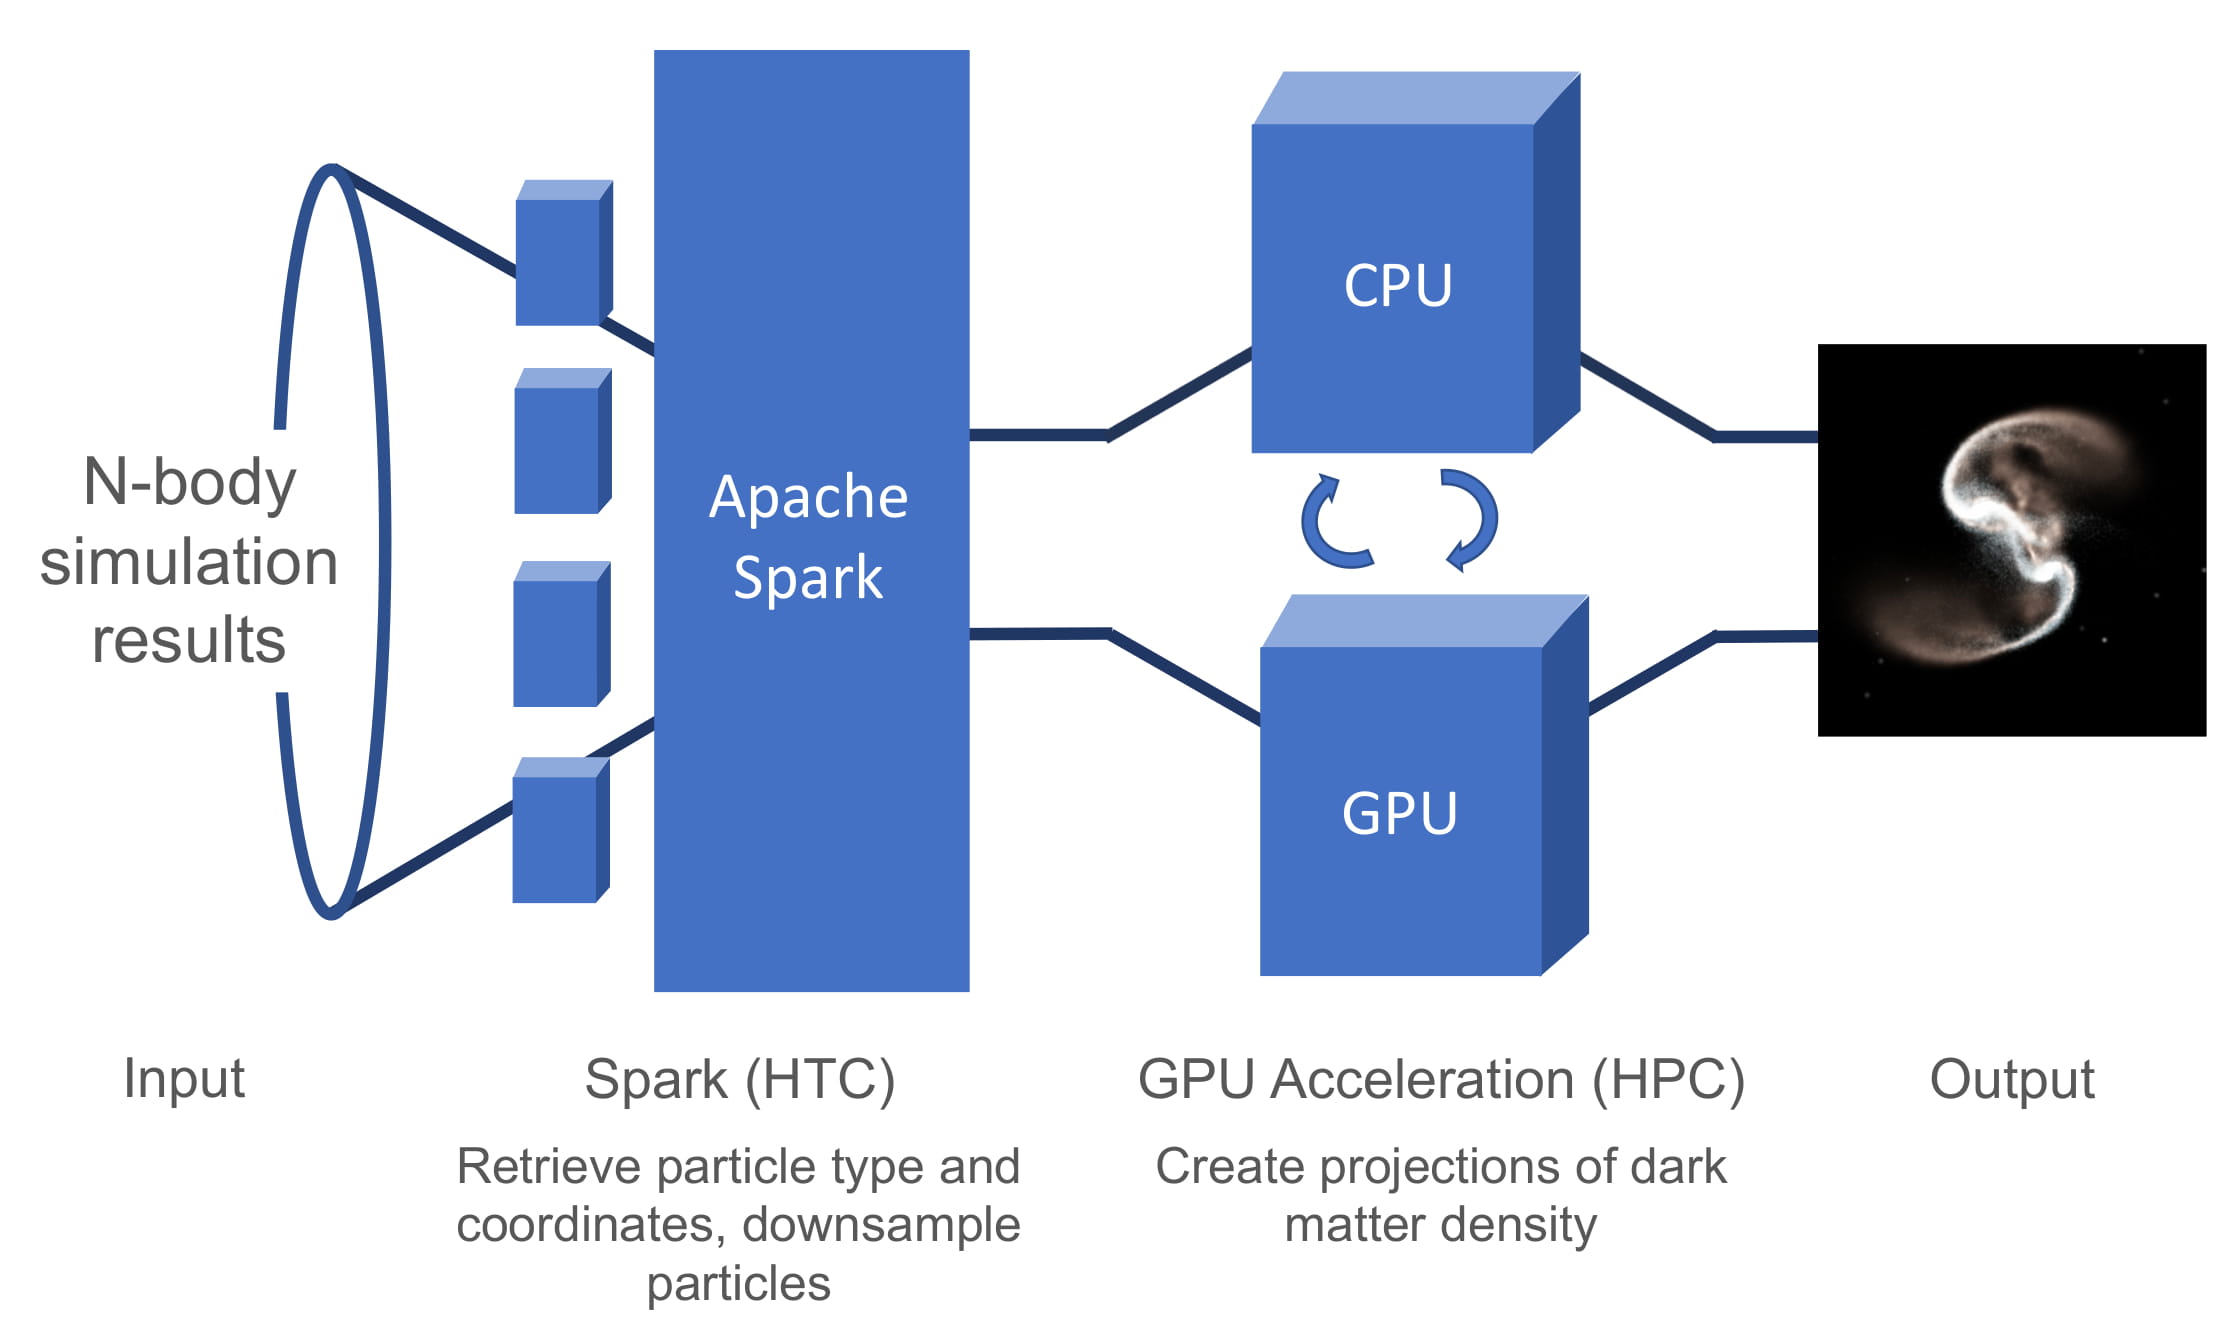 N-body
simulation
results
Apache
Spark
CPU
GPU
Input
Spark (HTC)
Retrieve particle type and
coordinates, downsample
particles
GPU Acceleration (HPC)
Create projections of dark
matter density
Output